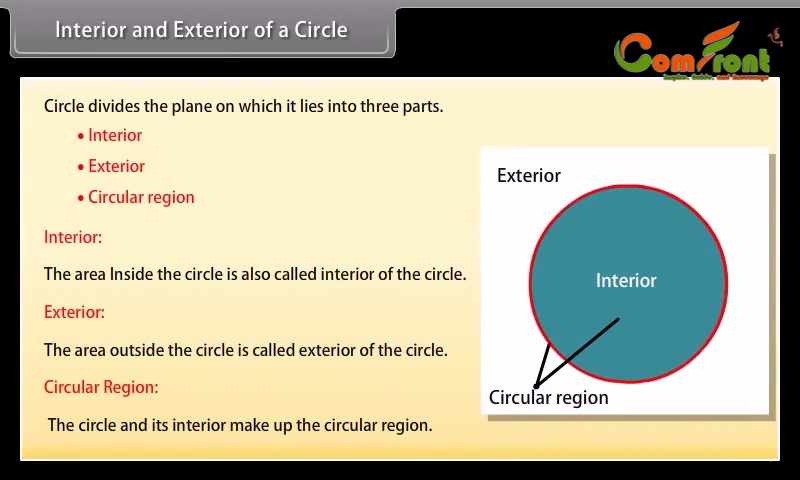 Interior and Exterior of a Circle
ComFront
Circle divides the plane on which it lies into three parts.
• Interior
• Exterior
• Circular region
Interior:
The area Inside the circle is also called interior of the circle.
Exterior:
The area outside the circle is called exterior of the circle.
Circular Region:
The circle and its interior make up the circular region.
Exterior
Interior
Circular region